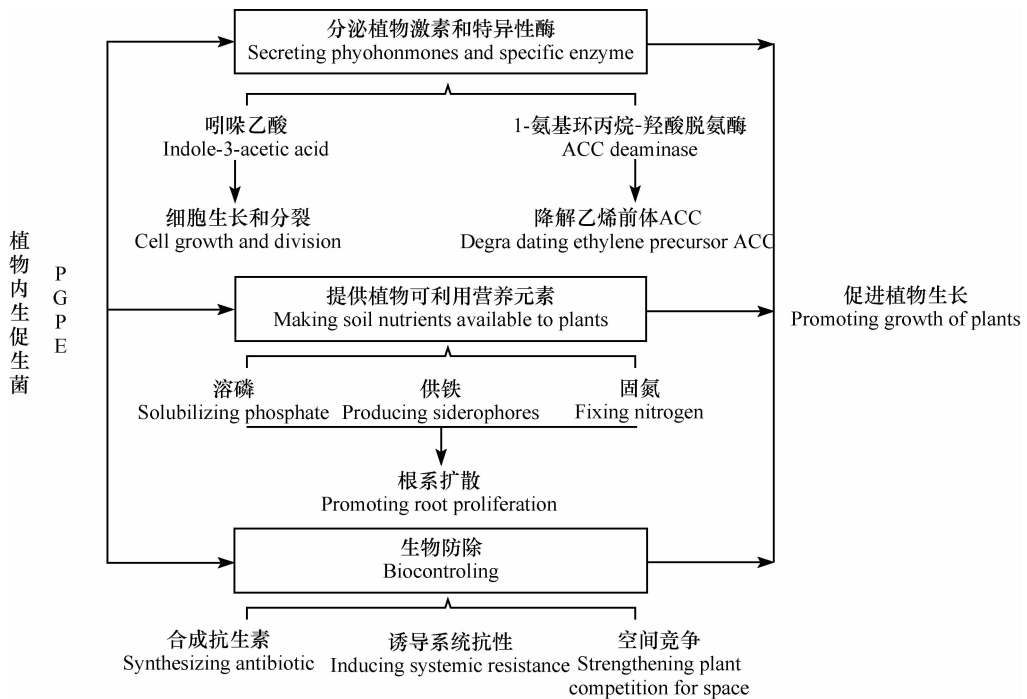 分泌植物激素和特异性酶
Secreting phyohonmones and specific enzyme
吲哚乙酸
Indole-3-acetic acid
1-氨基环丙烷-羟酸脱氨酶
ACC deaminase
细胞生长和分裂
Cell growth and division
降解乙烯前体ACC
Degra dating ethylene precursor ACC
植物内生促生菌
PGPE
提供植物可利用营养元素
Making soil nutrients available to plants
促进植物生长
Promoting growth of plants
溶磷
Solubilizing phosphate
供铁
Producing siderophores
固氮
Fixing nitrogen
根系扩散
Promoting root proliferation
生物防除
Biocontroling
合成抗生素
Synthesizing antibiotic
诱导系统抗性
Inducing systemic resistance
空间竞争
Strengthening plant
competition for space